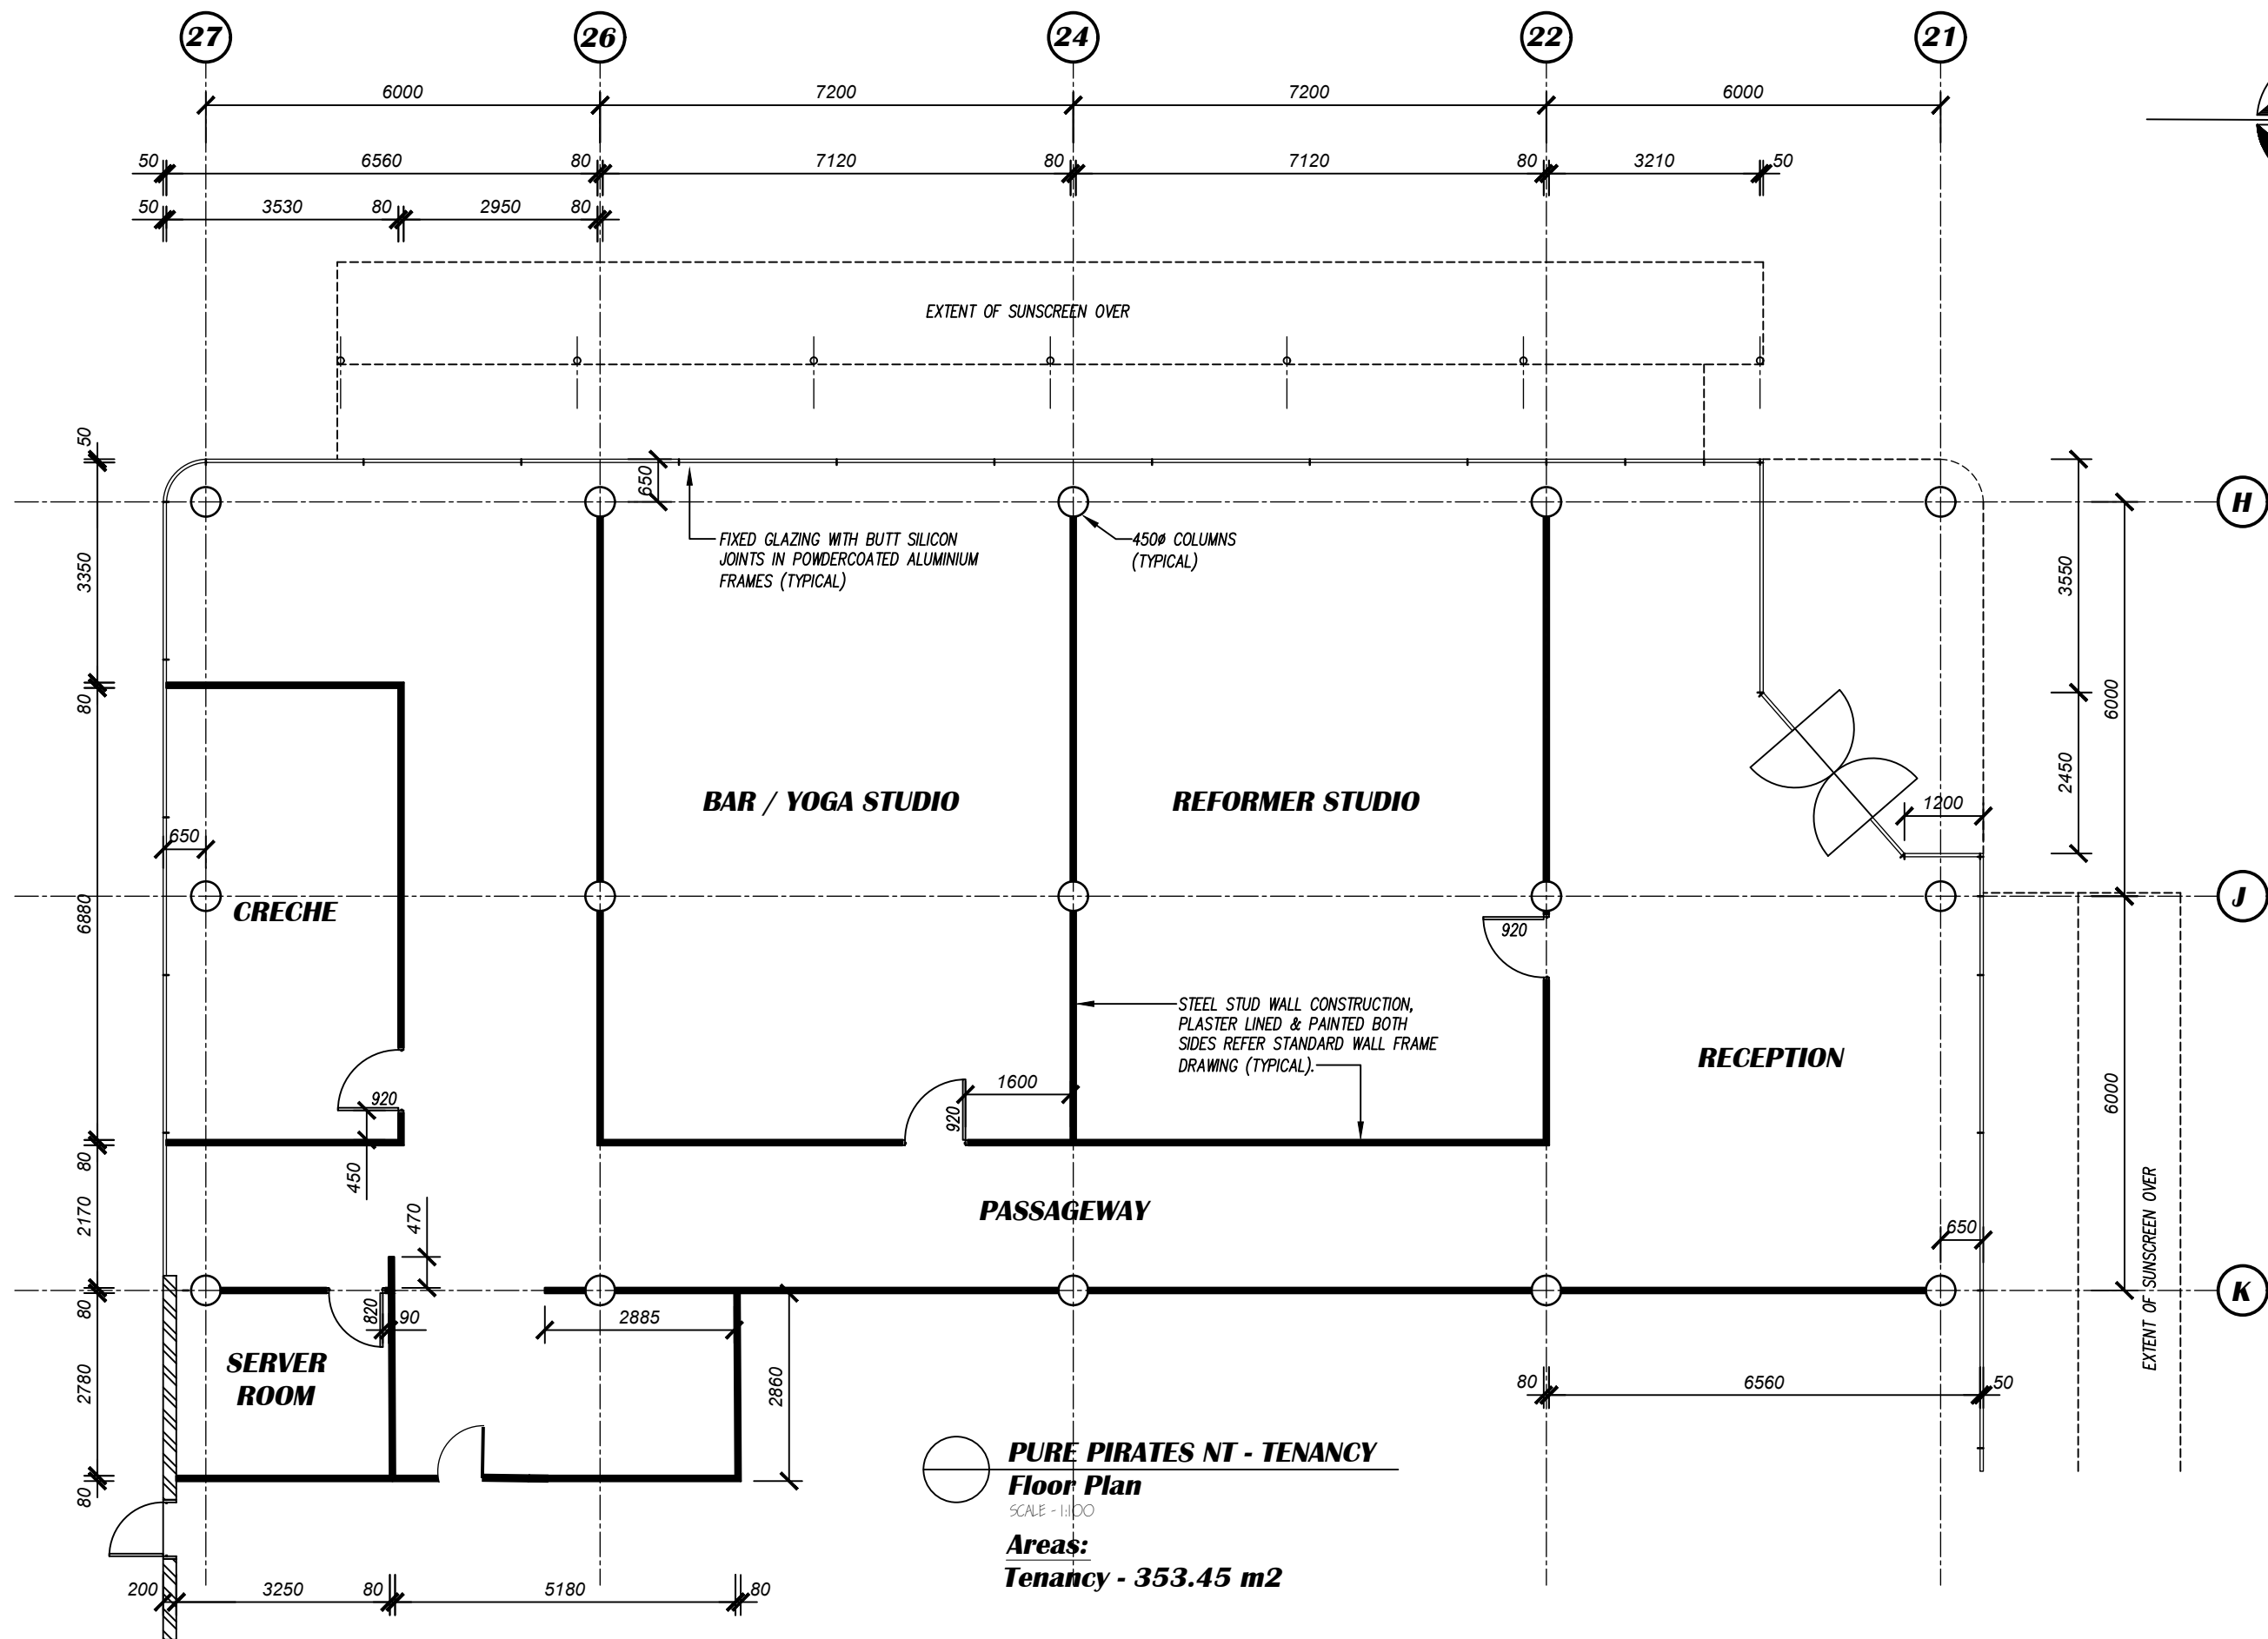 27 26 24 22 21
6000 7200 7200 6000
50 6560 80 7120 80 7120 80 3210 50
50 3530 80 2950 80
EXTENT OF SUNSCREEN OVER
50
650
H
FIXED GLAZING WITH BUTT SILICON
JOINTS IN POWDERCOATED ALUMINIUM
FRAMES (TYPICAL)
450ø COLUMNS
(TYPICAL)
3350
3550
80
6000
2450
BAR / YOGA STUDIO
REFORMER STUDIO
1200
650
J
CRECHE
6880
920
STEEL STUD WALL CONSTRUCTION,
PLASTER LINED & PAINTED BOTH
SIDES REFER STANDARD WALL FRAME
DRAWING (TYPICAL).
RECEPTION
1600
920
920
6000
80
450
2170
470
PASSAGEWAY
650
EXTENT OF SUNSCREEN OVER
K
80
820
90
2885
SERVER
ROOM
2780
2860
80 6560 50
PURE PIRATES NT - TENANCY
Floor Plan
SCALE - 1:100
80
Areas:
Tenancy - 353.45 m2
200 3250 80 5180 80